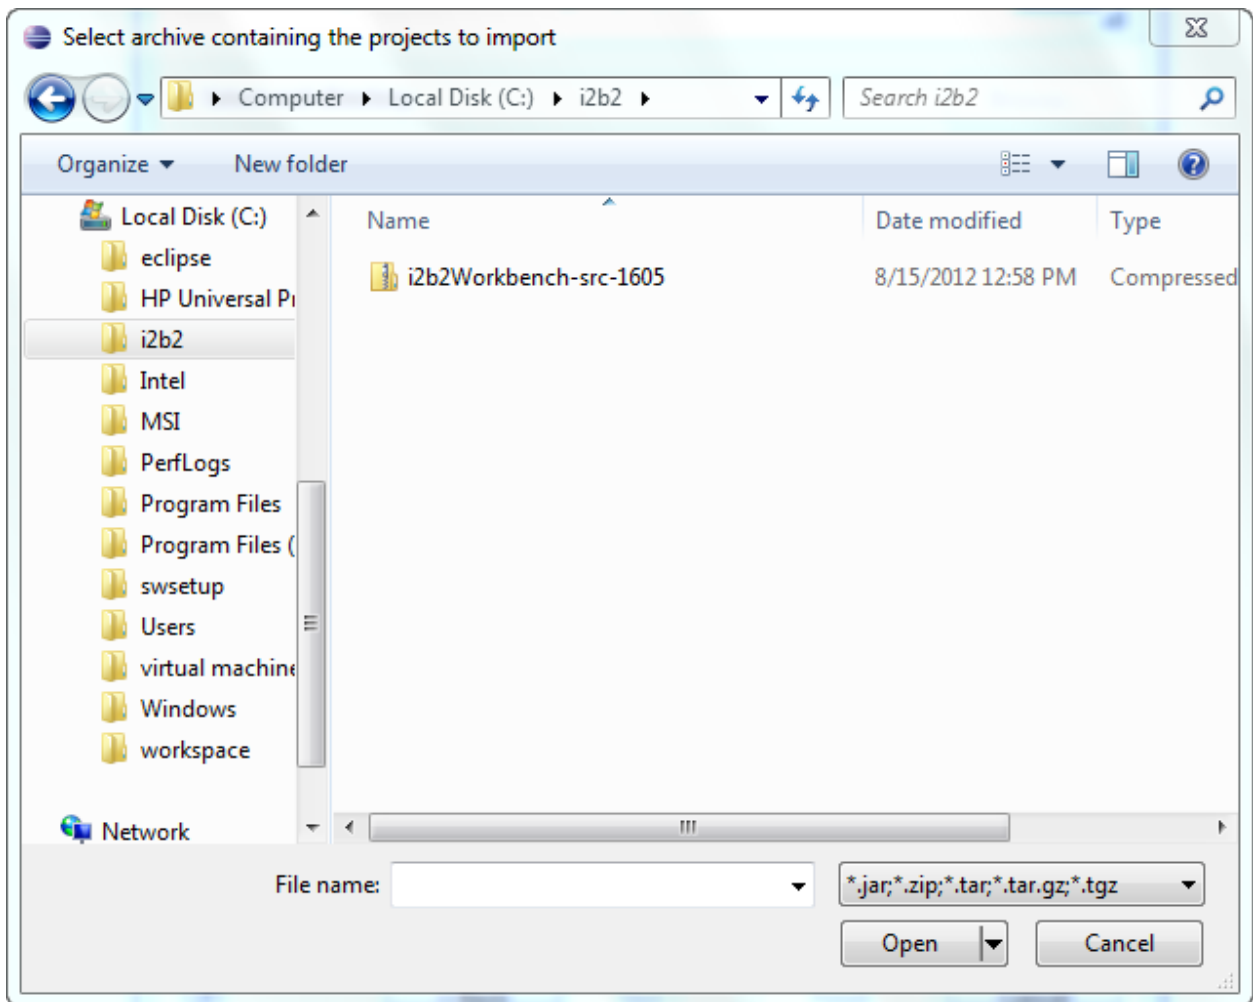 Select archive containing the projects to import
Computer Local Disk (C:) i2b2 Search i2b2
Organize New folder
Local Disk (C:)
eclipse
HP Universal Pr
i2b2
Intel
MSI
PerfLogs
Program Files
Program Files (
swsetup
Users
virtual machine
Windows
workspace
Network
Name Date modified Type
i2b2Workbench-src-1605 8/15/2012 12:58 PM Compressed
File name: *.jar;*.zip;*.tar;*.tar.gz;*.tgz
Open Cancel